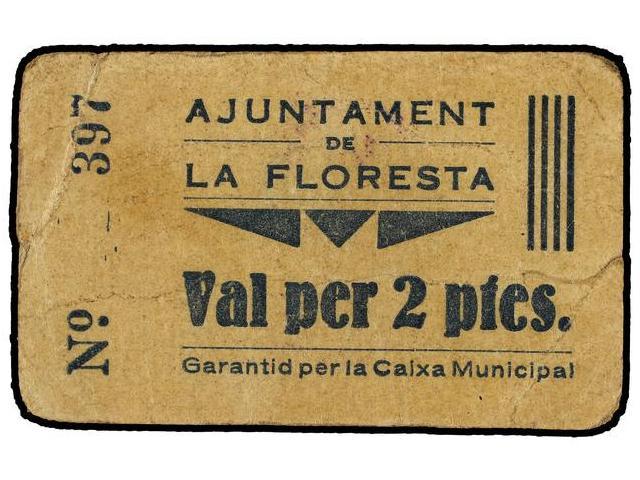 Nº 397
AJUNTAMENT
DE
LA FLORESTA
Val per 2 ptes.
Garantid per la Caixa Municipal